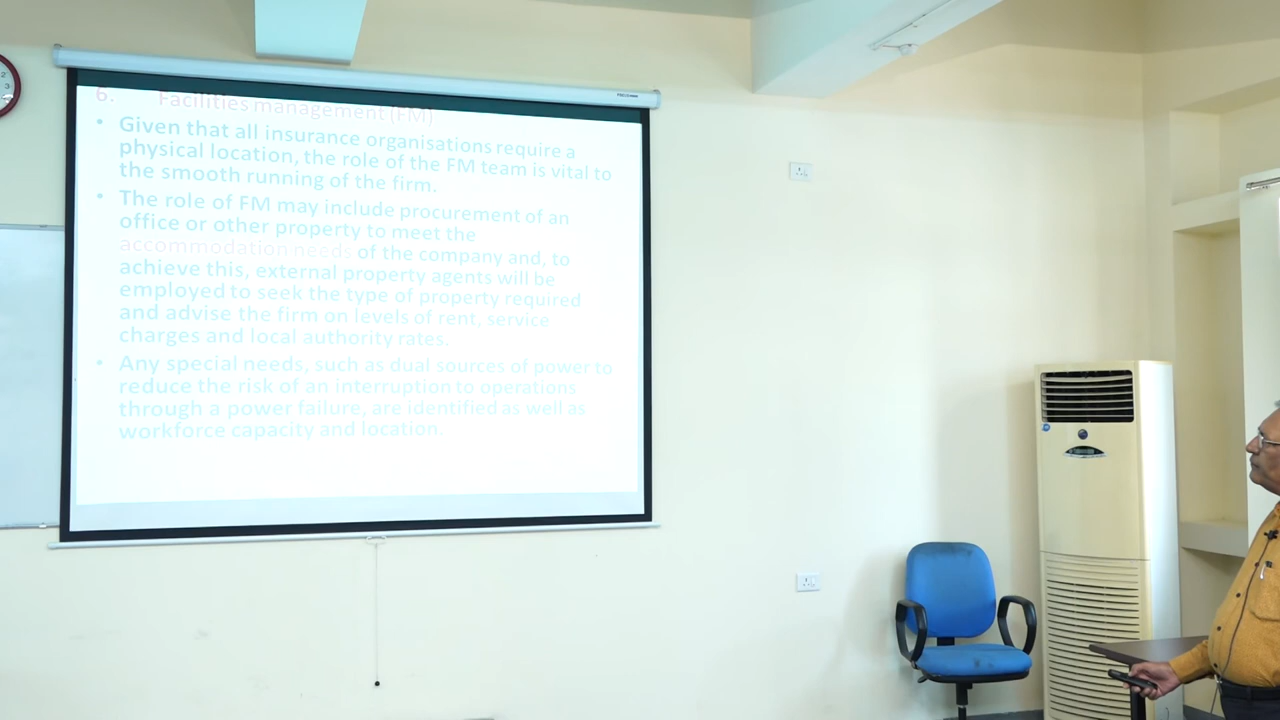 6. Facilities management (FM)
• Given that all insurance organisations require a
physical location, the role of the FM team is vital to
the smooth running of the firm.
• The role of FM may include procurement of an
office or other property to meet the
accommodation needs of the company and, to
achieve this, external property agents will be
employed to seek the type of property required
and advise the firm on levels of rent, service
charges and local authority rates.
• Any special needs, such as dual sources of power to
reduce the risk of an interruption to operations
through a power failure, are identified as well as
workforce capacity and location.
2
3